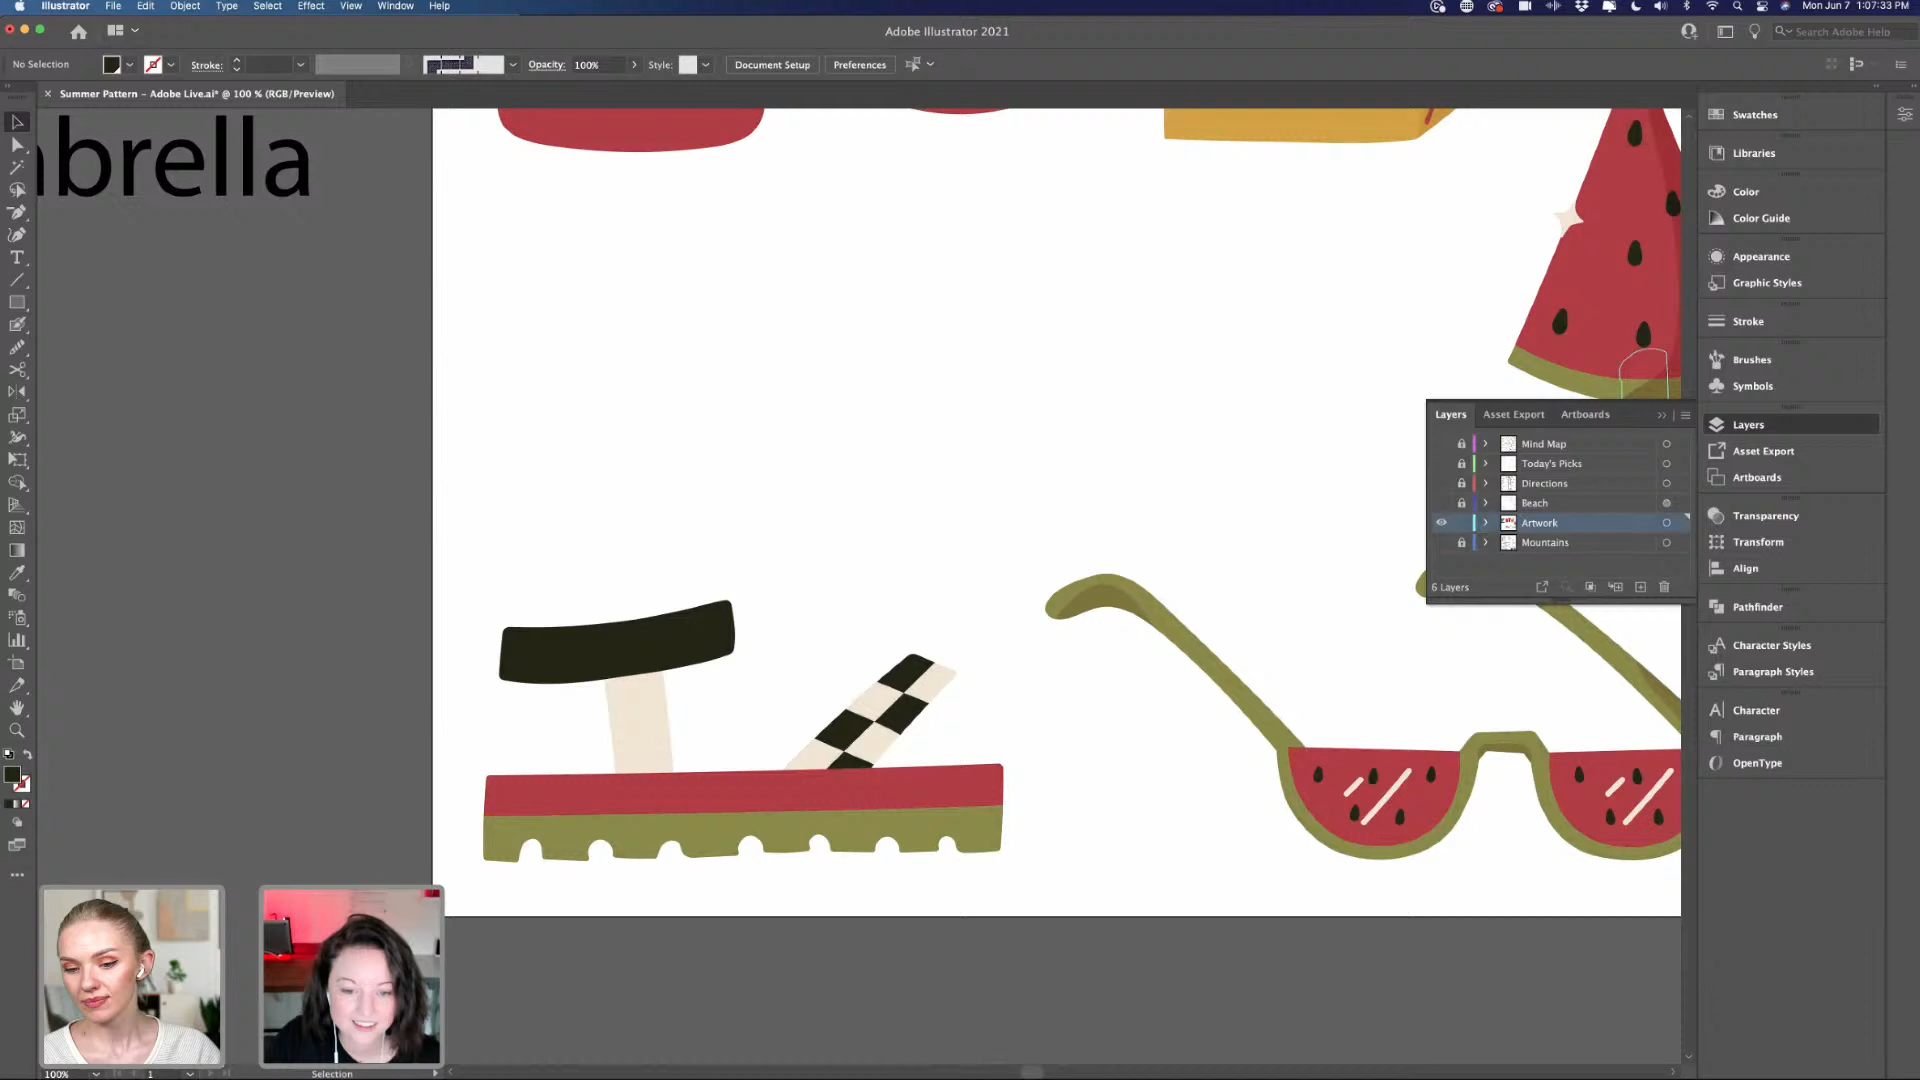 Illustrator File Edit Object Type Select Effect View Window Help
Mon Jun 7 1:07:33 PM
Adobe Illustrator 2021
Search Adobe Help
No Selection
Stroke:
Opacity: 100%
Style:
Document Setup
Preferences
Summer Pattern – Adobe Live.ai* @ 100 % (RGB/Preview)
brella
Swatches
Libraries
Color
Color Guide
Appearance
Graphic Styles
Stroke
Brushes
Symbols
Layers
Asset Export
Artboards
Transparency
Transform
Align
Pathfinder
Character Styles
Paragraph Styles
Character
Paragraph
OpenType
Layers Asset Export Artboards
Mind Map
Today's Picks
Directions
Beach
Artwork
Mountains
6 Layers
100%
1
Selection